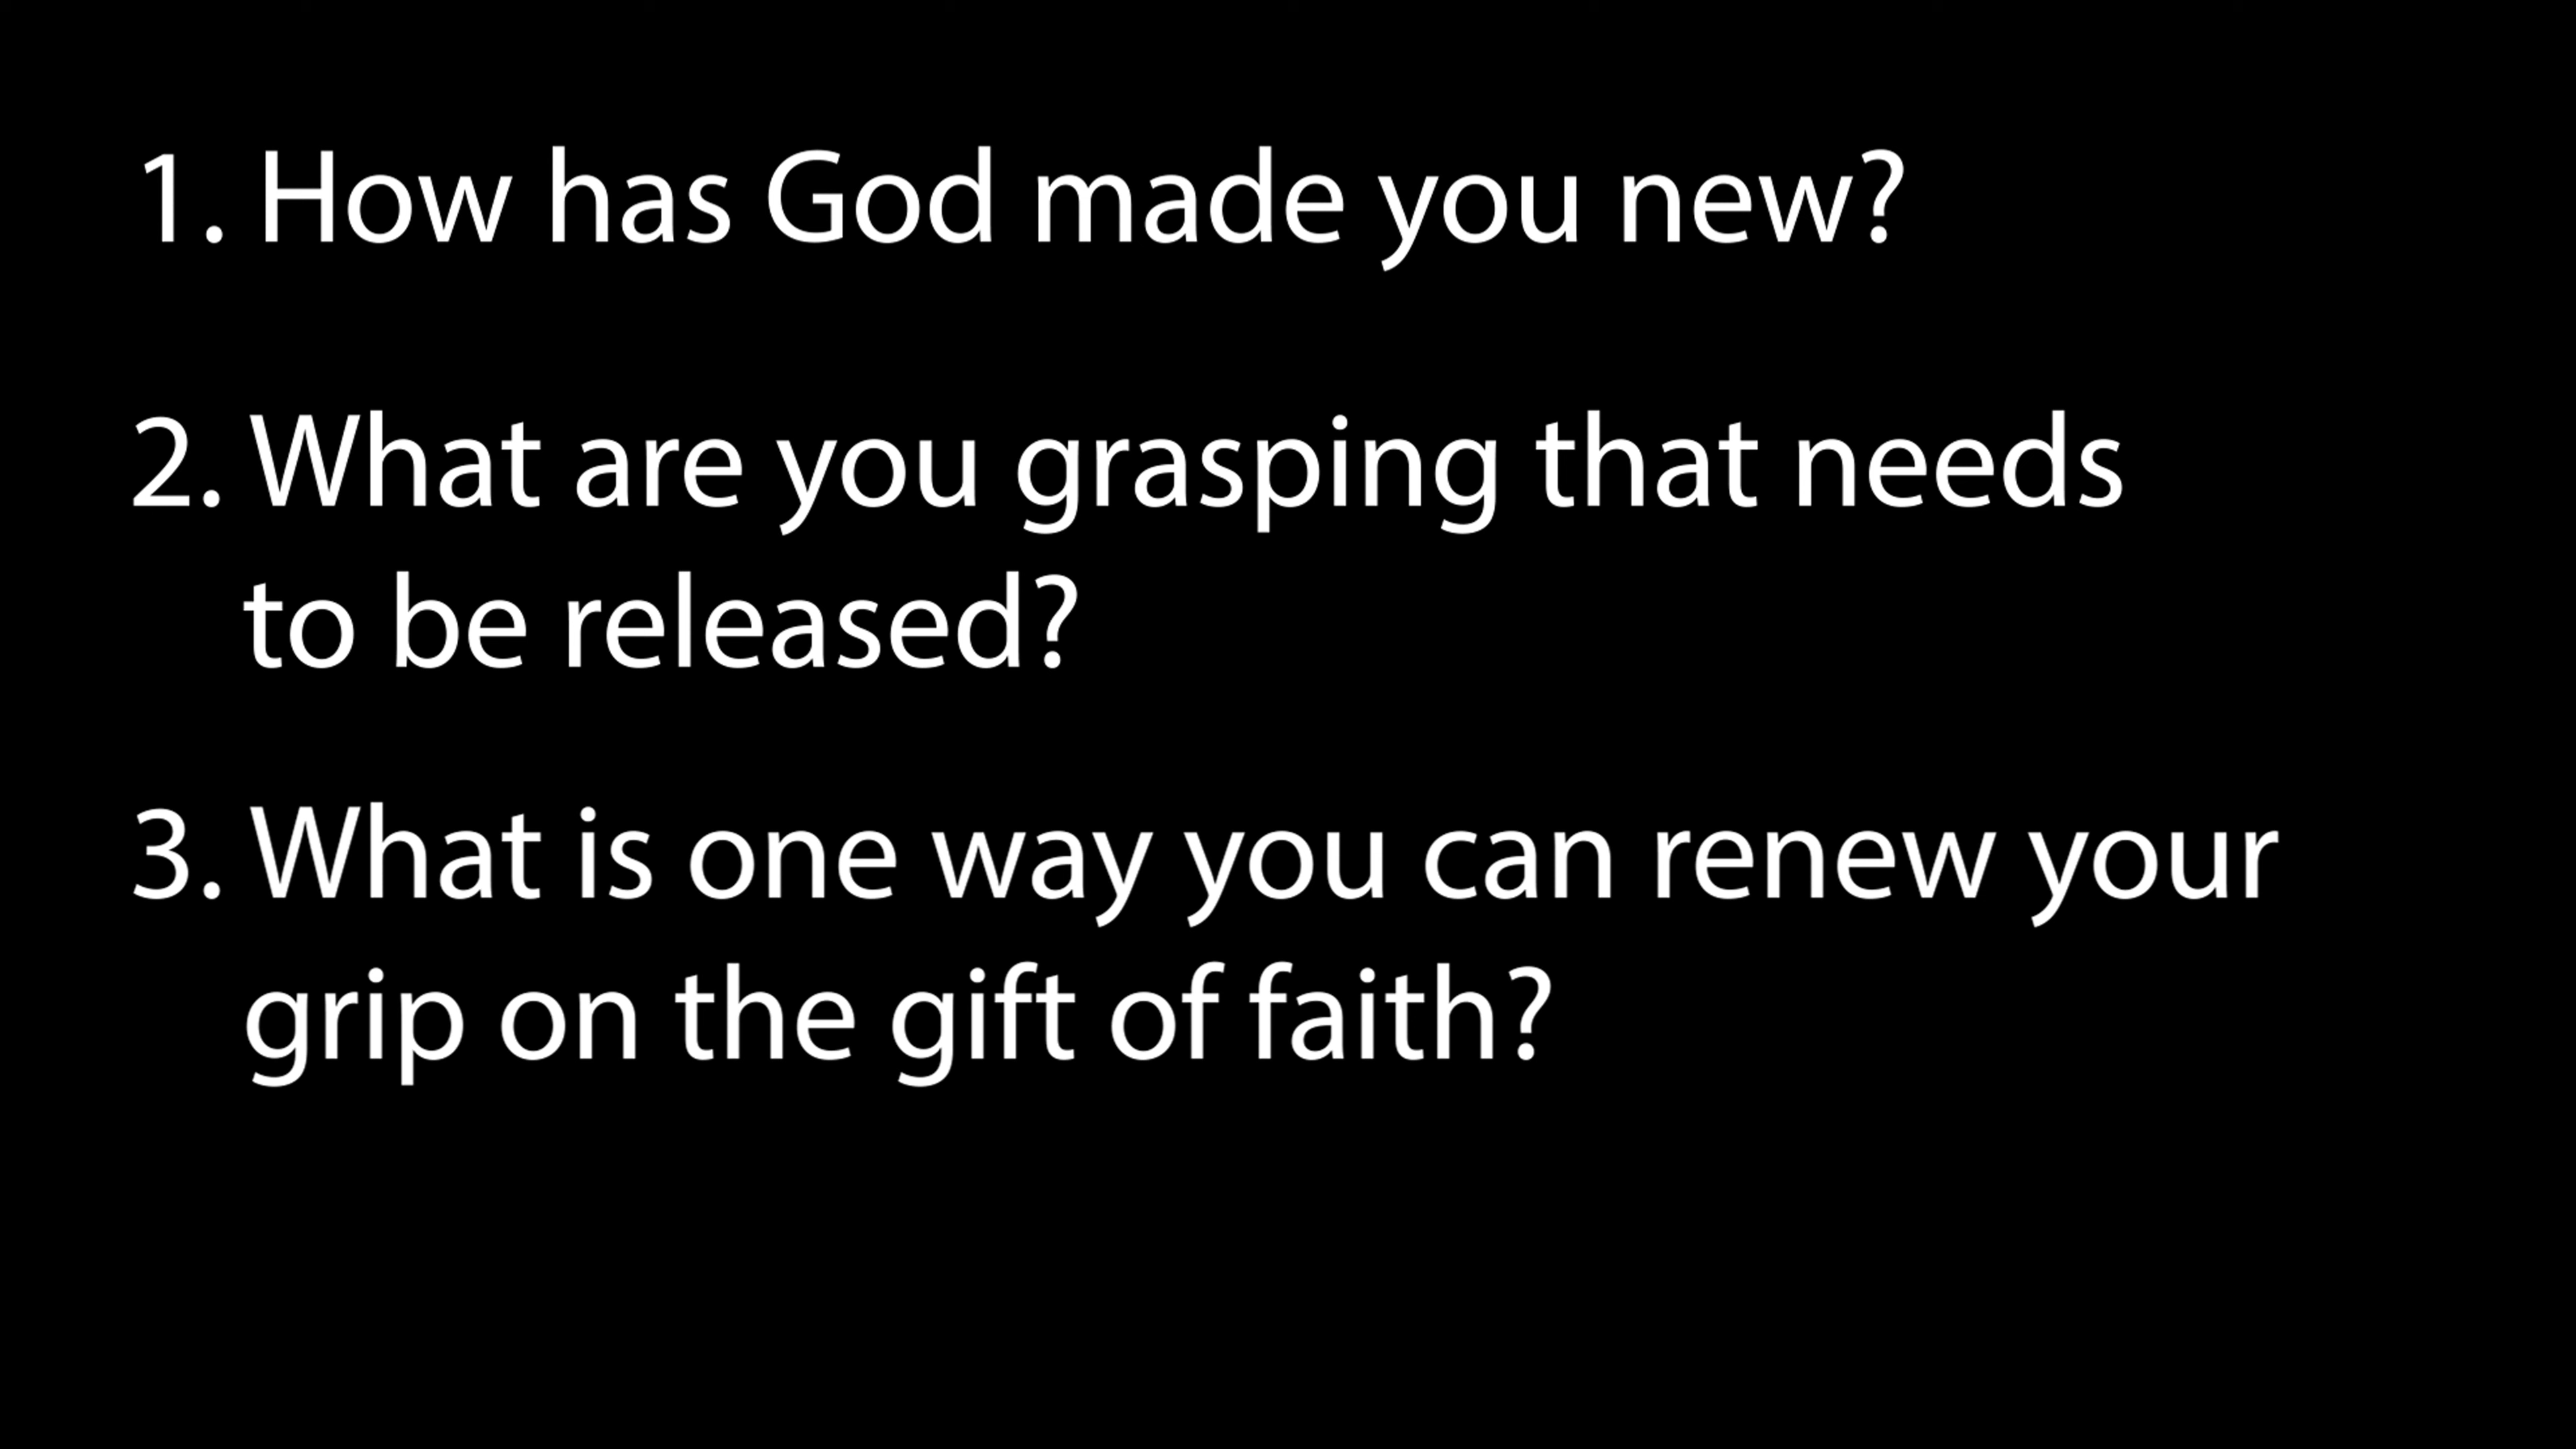 1. How has God made you new?
2. What are you grasping that needs
to be released?
3. What is one way you can renew your
grip on the gift of faith?